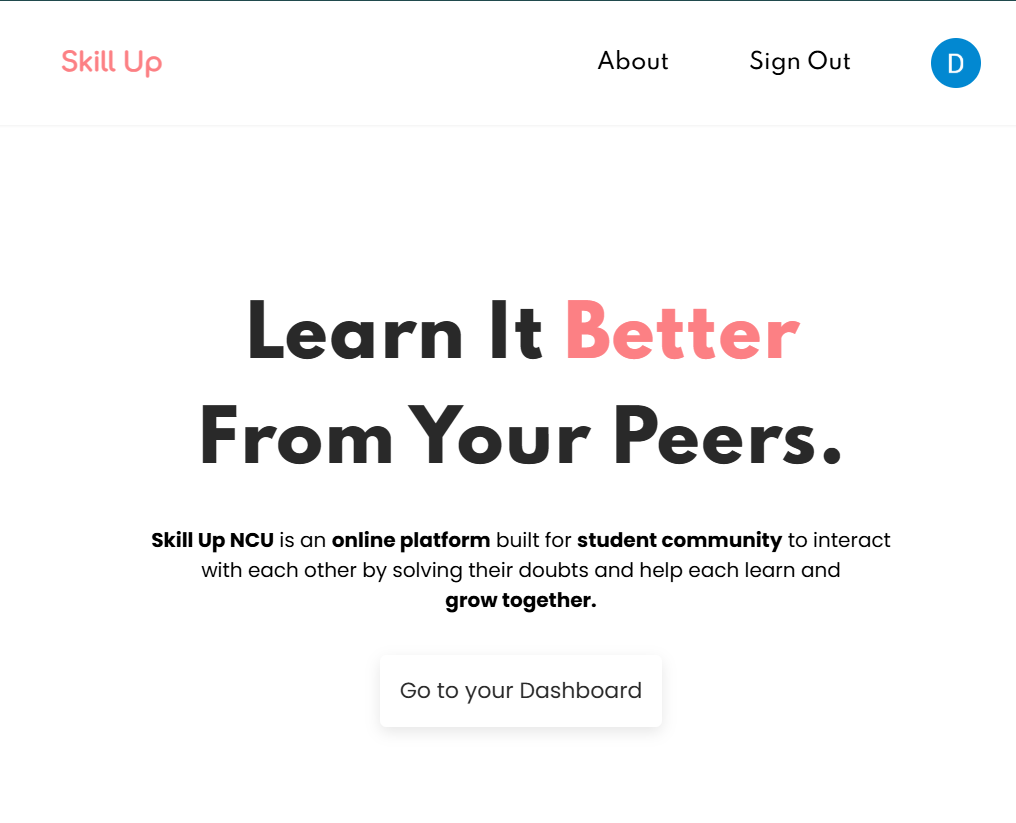 Skill Up
About
Sign Out
D
Learn It Better
From Your Peers.
Skill Up NCU is an online platform built for student community to interact
with each other by solving their doubts and help each learn and
grow together.
Go to your Dashboard